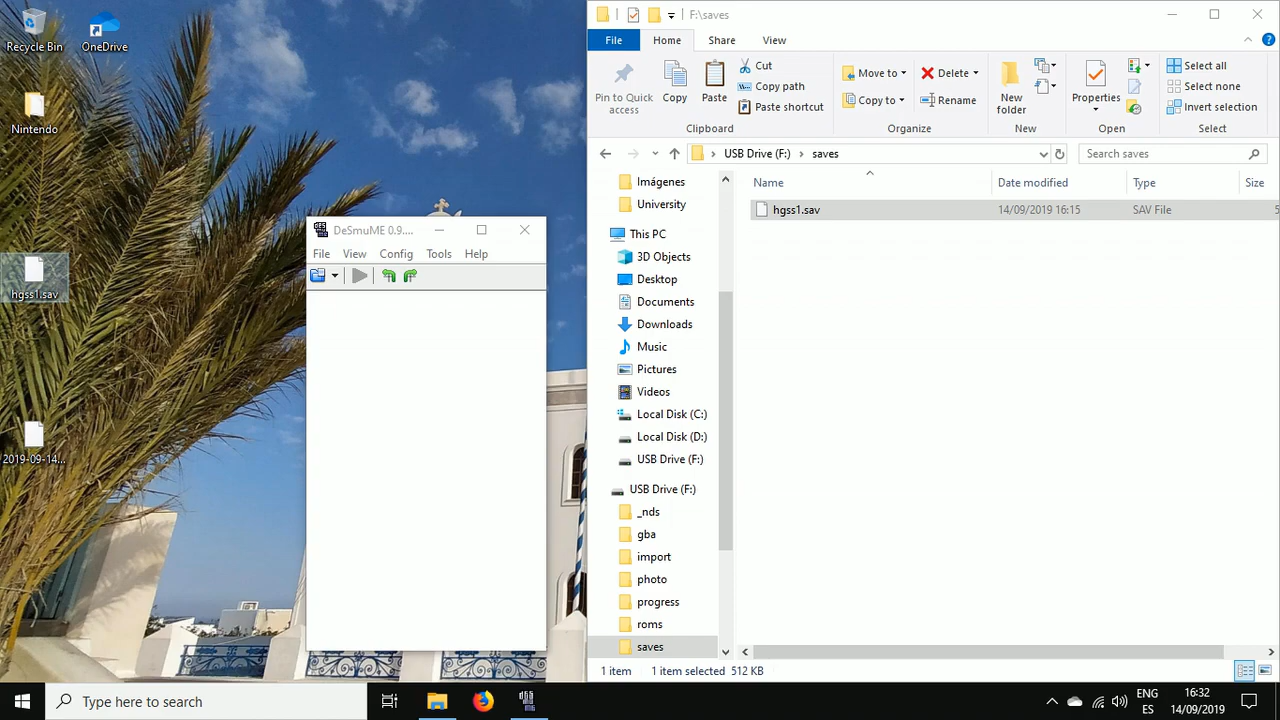 Recycle Bin
OneDrive
Nintendo
hgss1.sav
2019-09-14...
DeSmuME 0.9....
File View Config Tools Help
F:\saves
File Home Share View
Pin to Quick access
Copy
Paste
Cut
Copy path
Paste shortcut
Clipboard
Move to
Copy to
Delete
Rename
Organize
New folder
New
Properties
Open
Select all
Select none
Invert selection
Select
USB Drive (F:) > saves
Search saves
Imágenes
University
This PC
3D Objects
Desktop
Documents
Downloads
Music
Pictures
Videos
Local Disk (C:)
Local Disk (D:)
USB Drive (F:)
USB Drive (F:)
_nds
gba
import
photo
progress
roms
saves
Name Date modified Type Size
hgss1.sav 14/09/2019 16:15 SAV File 5
1 item 1 item selected 512 KB
Type here to search
ENG
ES
16:32
14/09/2019